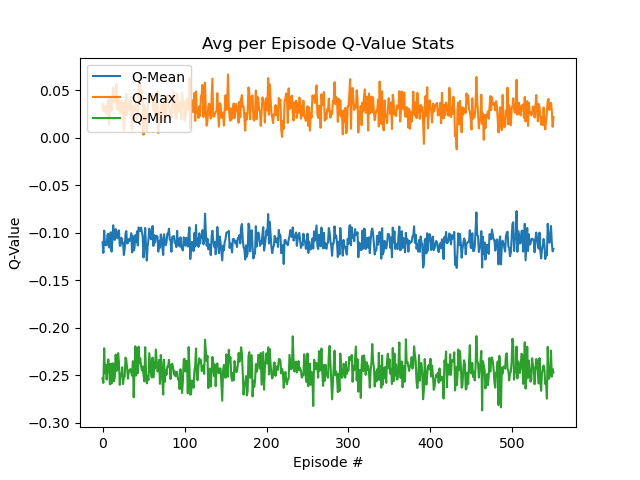 Avg per Episode Q-Value Stats
Q-Mean
Q-Max
Q-Min
0.05
0.00
−0.05
−0.10
−0.15
−0.20
−0.25
−0.30
Q-Value
0 100 200 300 400 500
Episode #